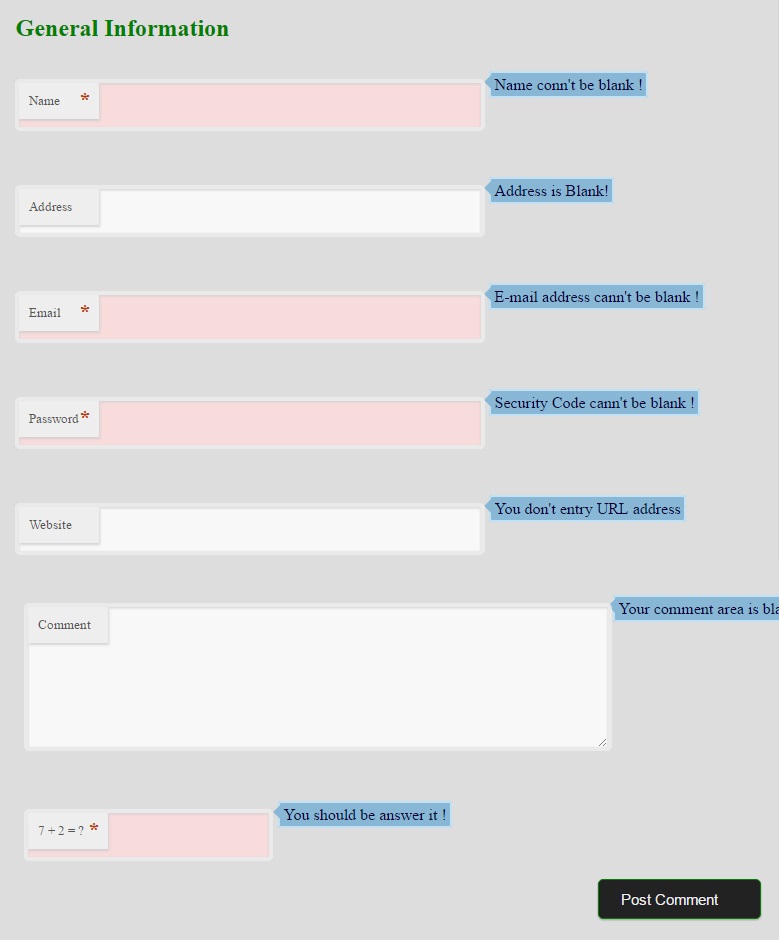 General Information
Name * Name conn't be blank !
Address Address is Blank!
Email * E-mail address cann't be blank !
Password * Security Code cann't be blank !
Website You don't entry URL address
Comment Your comment area is
7 + 2 = ? * You should be answer it !
Post Comment